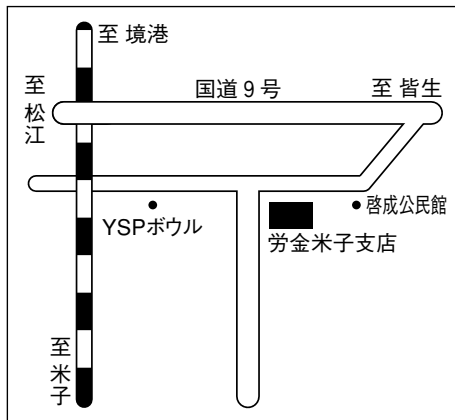 至 境港
至 松江
国道9号
至 皆生
YSPボウル
啓成公民館
労金米子支店
至 米子